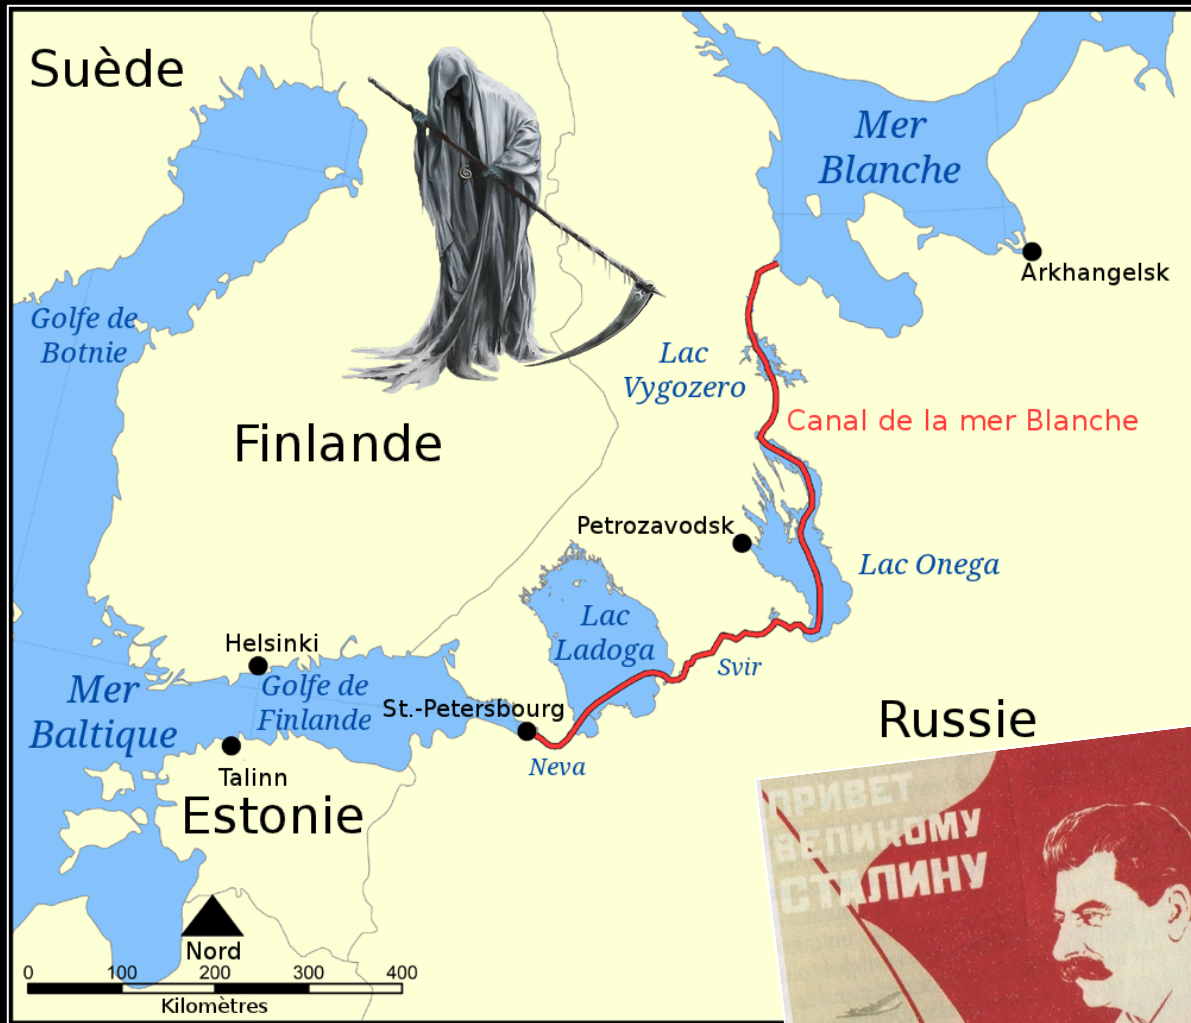 Suède
Mer
Blanche
Arkhangelsk
Golfe de
Botnie
Lac
Vygozero
Canal de la mer Blanche
Finlande
Petrozavodsk
Lac Onega
Lac
Ladoga
Helsinki
Svir
Mer
Baltique
Golfe de
Finlande
St.-Petersbourg
Russie
Neva
Talinn
Estonie
ПРИВЕТ
ВЕЛИКОМУ
СТАЛИНУ
Nord
0 100 200 300 400
Kilomètres